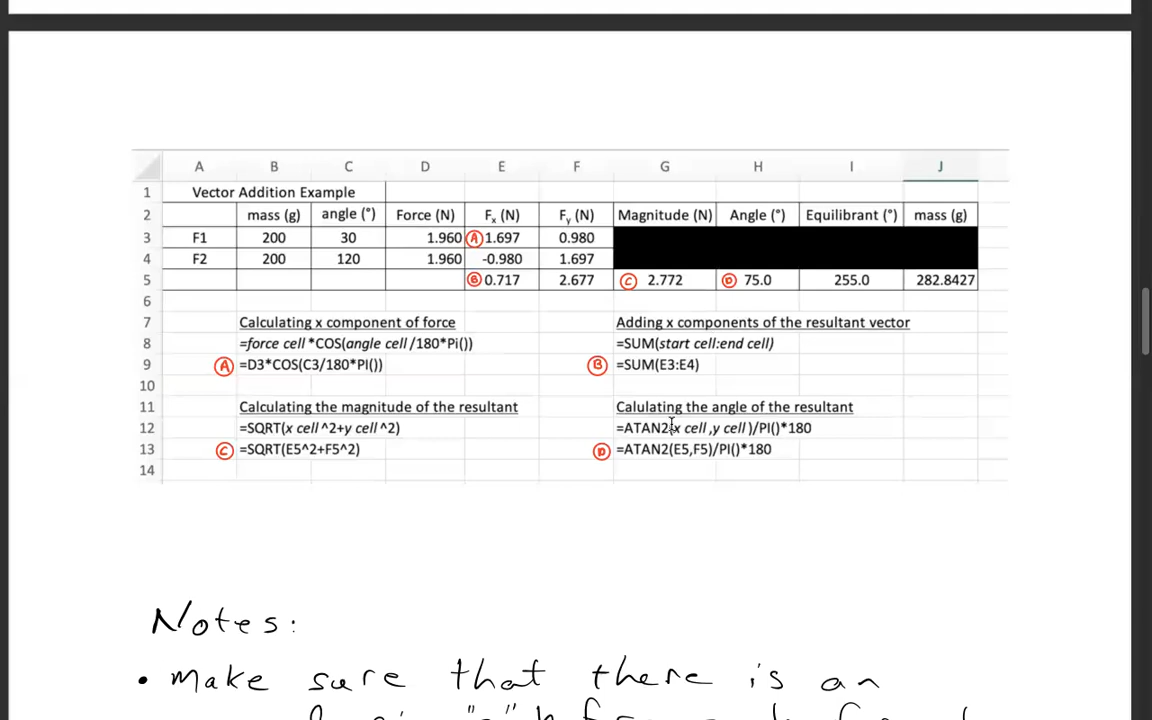 A B C D E F G H I J
1 Vector Addition Example
2 mass (g) angle (°) Force (N) Fx (N) Fy (N) Magnitude (N) Angle (°) Equilibrant (°) mass (g)
3 F1 200 30 1.960 A 1.697 0.980
4 F2 200 120 1.960 -0.980 1.697
5 B 0.717 2.677 C 2.772 D 75.0 255.0 282.8427
6
7 Calculating x component of force Adding x components of the resultant vector
8 =force cell*COS(angle cell/180*Pi()) =SUM(start cell:end cell)
9 A =D3*COS(C3/180*PI()) B =SUM(E3:E4)
10
11 Calculating the magnitude of the resultant Calulating the angle of the resultant
12 =SQRT(x cell^2+y cell^2) =ATAN2(x cell,y cell)/PI()*180
13 C =SQRT(E5^2+F5^2) D =ATAN2(E5,F5)/PI()*180
14
Notes:
• make sure that there is an